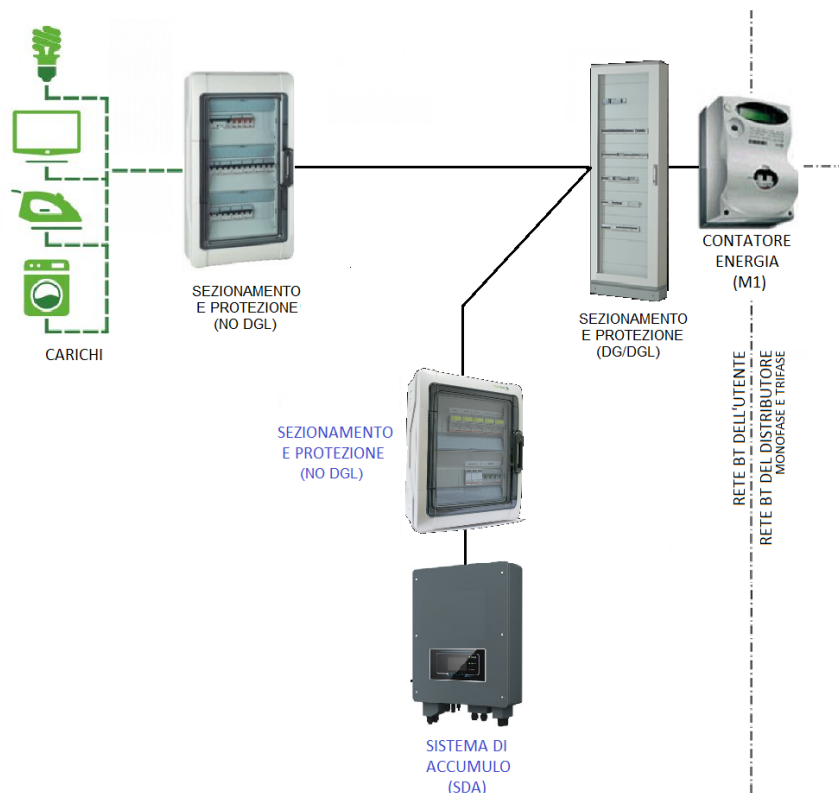 CONTATORE
ENERGIA
(M1)
SEZIONAMENTO
E PROTEZIONE
(NO DGL)
SEZIONAMENTO
E PROTEZIONE
(DG/DGL)
CARICHI
RETE BT DELL'UTENTE
RETE BT DEL DISTRIBUTORE
MONOFASE E TRIFASE
SEZIONAMENTO
E PROTEZIONE
(NO DGL)
SISTEMA DI
ACCUMULO
(SDA)